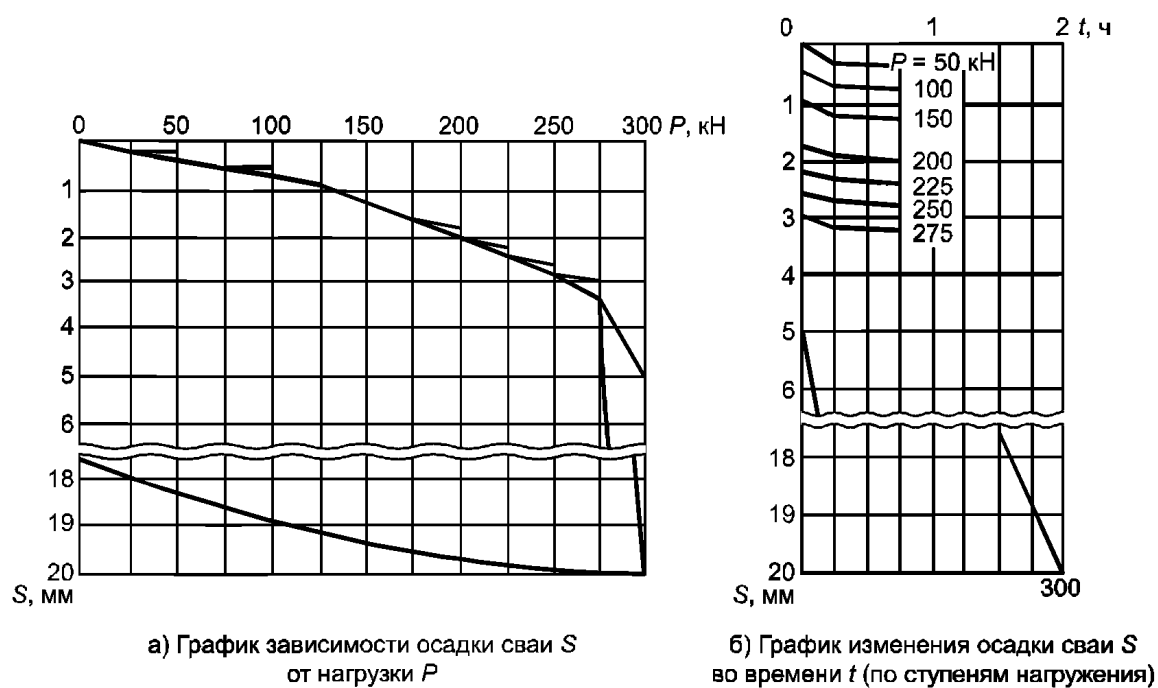 0 50 100 150 200 250 300 P, кН
1
2
3
4
5
6
18
19
20
S, мм
а) График зависимости осадки сваи S
от нагрузки P
0 1 2 t, ч
P = 50 кН
100
1
150
2
200
225
250
3
275
4
5
6
18
19
20
300
S, мм
б) График изменения осадки сваи S
во времени t (по ступеням нагружения)